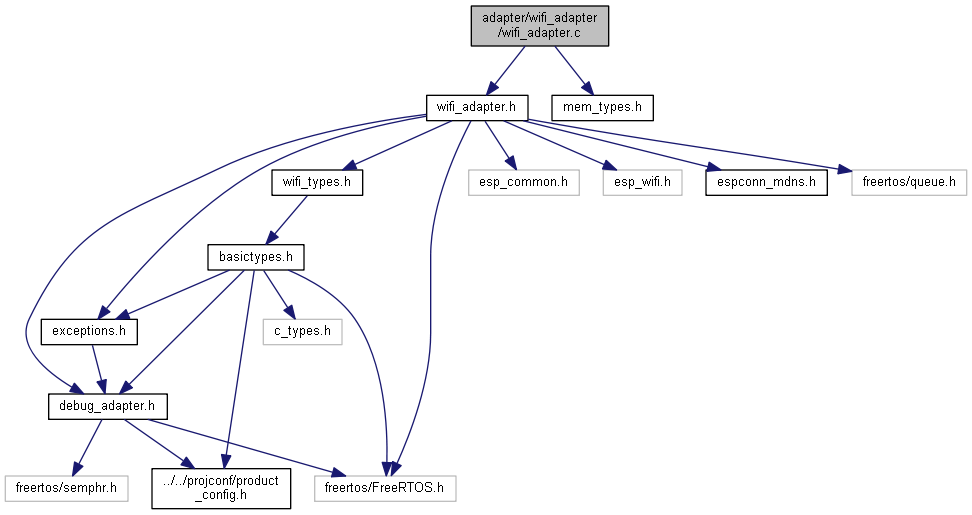 adapter/wifi_adapter
/wifi_adapter.c
wifi_adapter.h
mem_types.h
wifi_types.h
esp_common.h
esp_wifi.h
espconn_mdns.h
freertos/queue.h
basictypes.h
exceptions.h
c_types.h
debug_adapter.h
freertos/semphr.h
../../projconf/product
_config.h
freertos/FreeRTOS.h